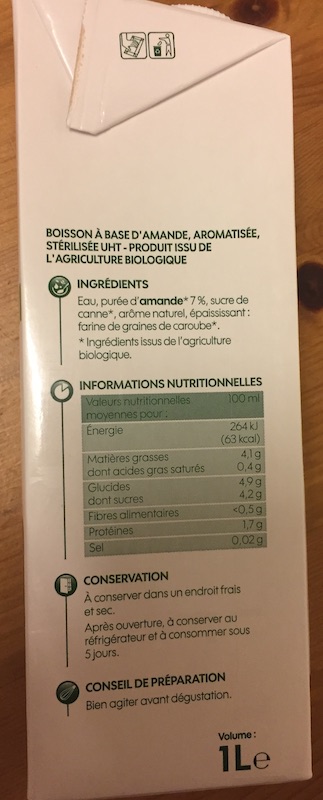 BOISSON À BASE D'AMANDE, AROMATISÉE,
STÉRILISÉE UHT - PRODUIT ISSU DE
L'AGRICULTURE BIOLOGIQUE
INGRÉDIENTS
Eau, purée d'amande* 7 %, sucre de
canne*, arôme naturel, épaississant :
farine de graines de caroube*.
* Ingrédients issus de l'agriculture
biologique.
INFORMATIONS NUTRITIONNELLES
Valeurs nutritionnelles 100 ml
moyennes pour :
Énergie 264 kJ
(63 kcal)
Matières grasses 4,1 g
dont acides gras saturés 0,4 g
Glucides 4,9 g
dont sucres 4,2 g
Fibres alimentaires <0,5 g
Protéines 1,7 g
Sel 0,02 g
CONSERVATION
À conserver dans un endroit frais
et sec.
Après ouverture, à conserver au
réfrigérateur et à consommer sous
5 jours.
CONSEIL DE PRÉPARATION
Bien agiter avant dégustation.
Volume :
1L e